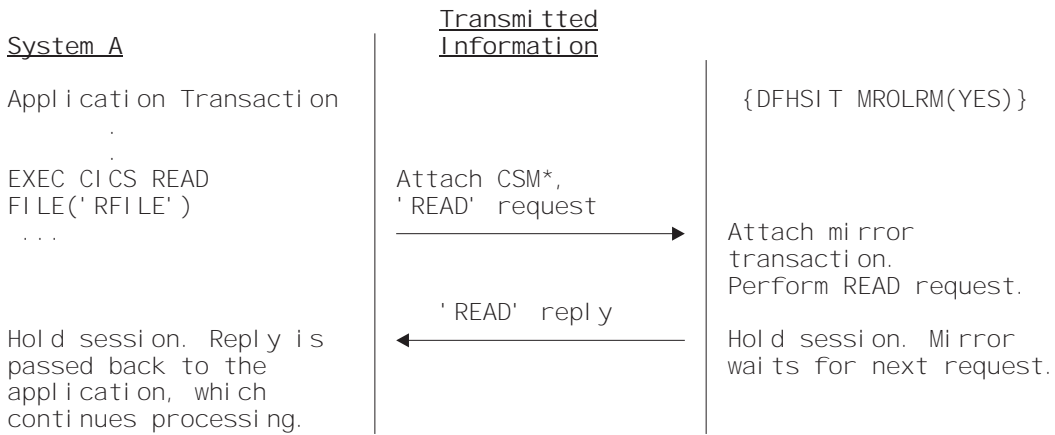 Transmitted
System A
Information
Application Transaction
{DFHSIT MROLRM(YES)}
.
.
EXEC CICS READ
FILE('RFILE')
...
Attach CSM*,
'READ' request
Attach mirror
transaction.
Perform READ request.
'READ' reply
Hold session. Reply is
passed back to the
application, which
continues processing.
Hold session. Mirror
waits for next request.